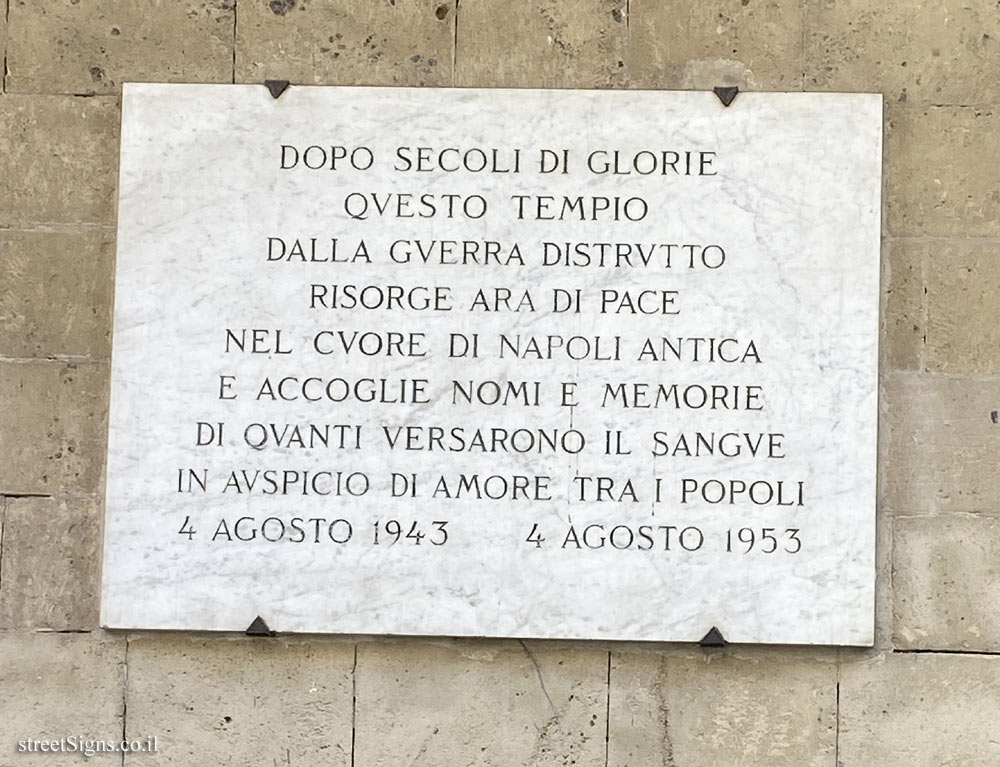 DOPO SECOLI DI GLORIE
QVESTO TEMPIO
DALLA GVERRA DISTRVTTO
RISORGE ARA DI PACE
NEL CVORE DI NAPOLI ANTICA
E ACCOGLIE NOMI E MEMORIE
DI QVANTI VERSARONO IL SANGVE
IN AVSPICIO DI AMORE TRA I POPOLI
4 AGOSTO 1943 4 AGOSTO 1953
streetSigns.co.il